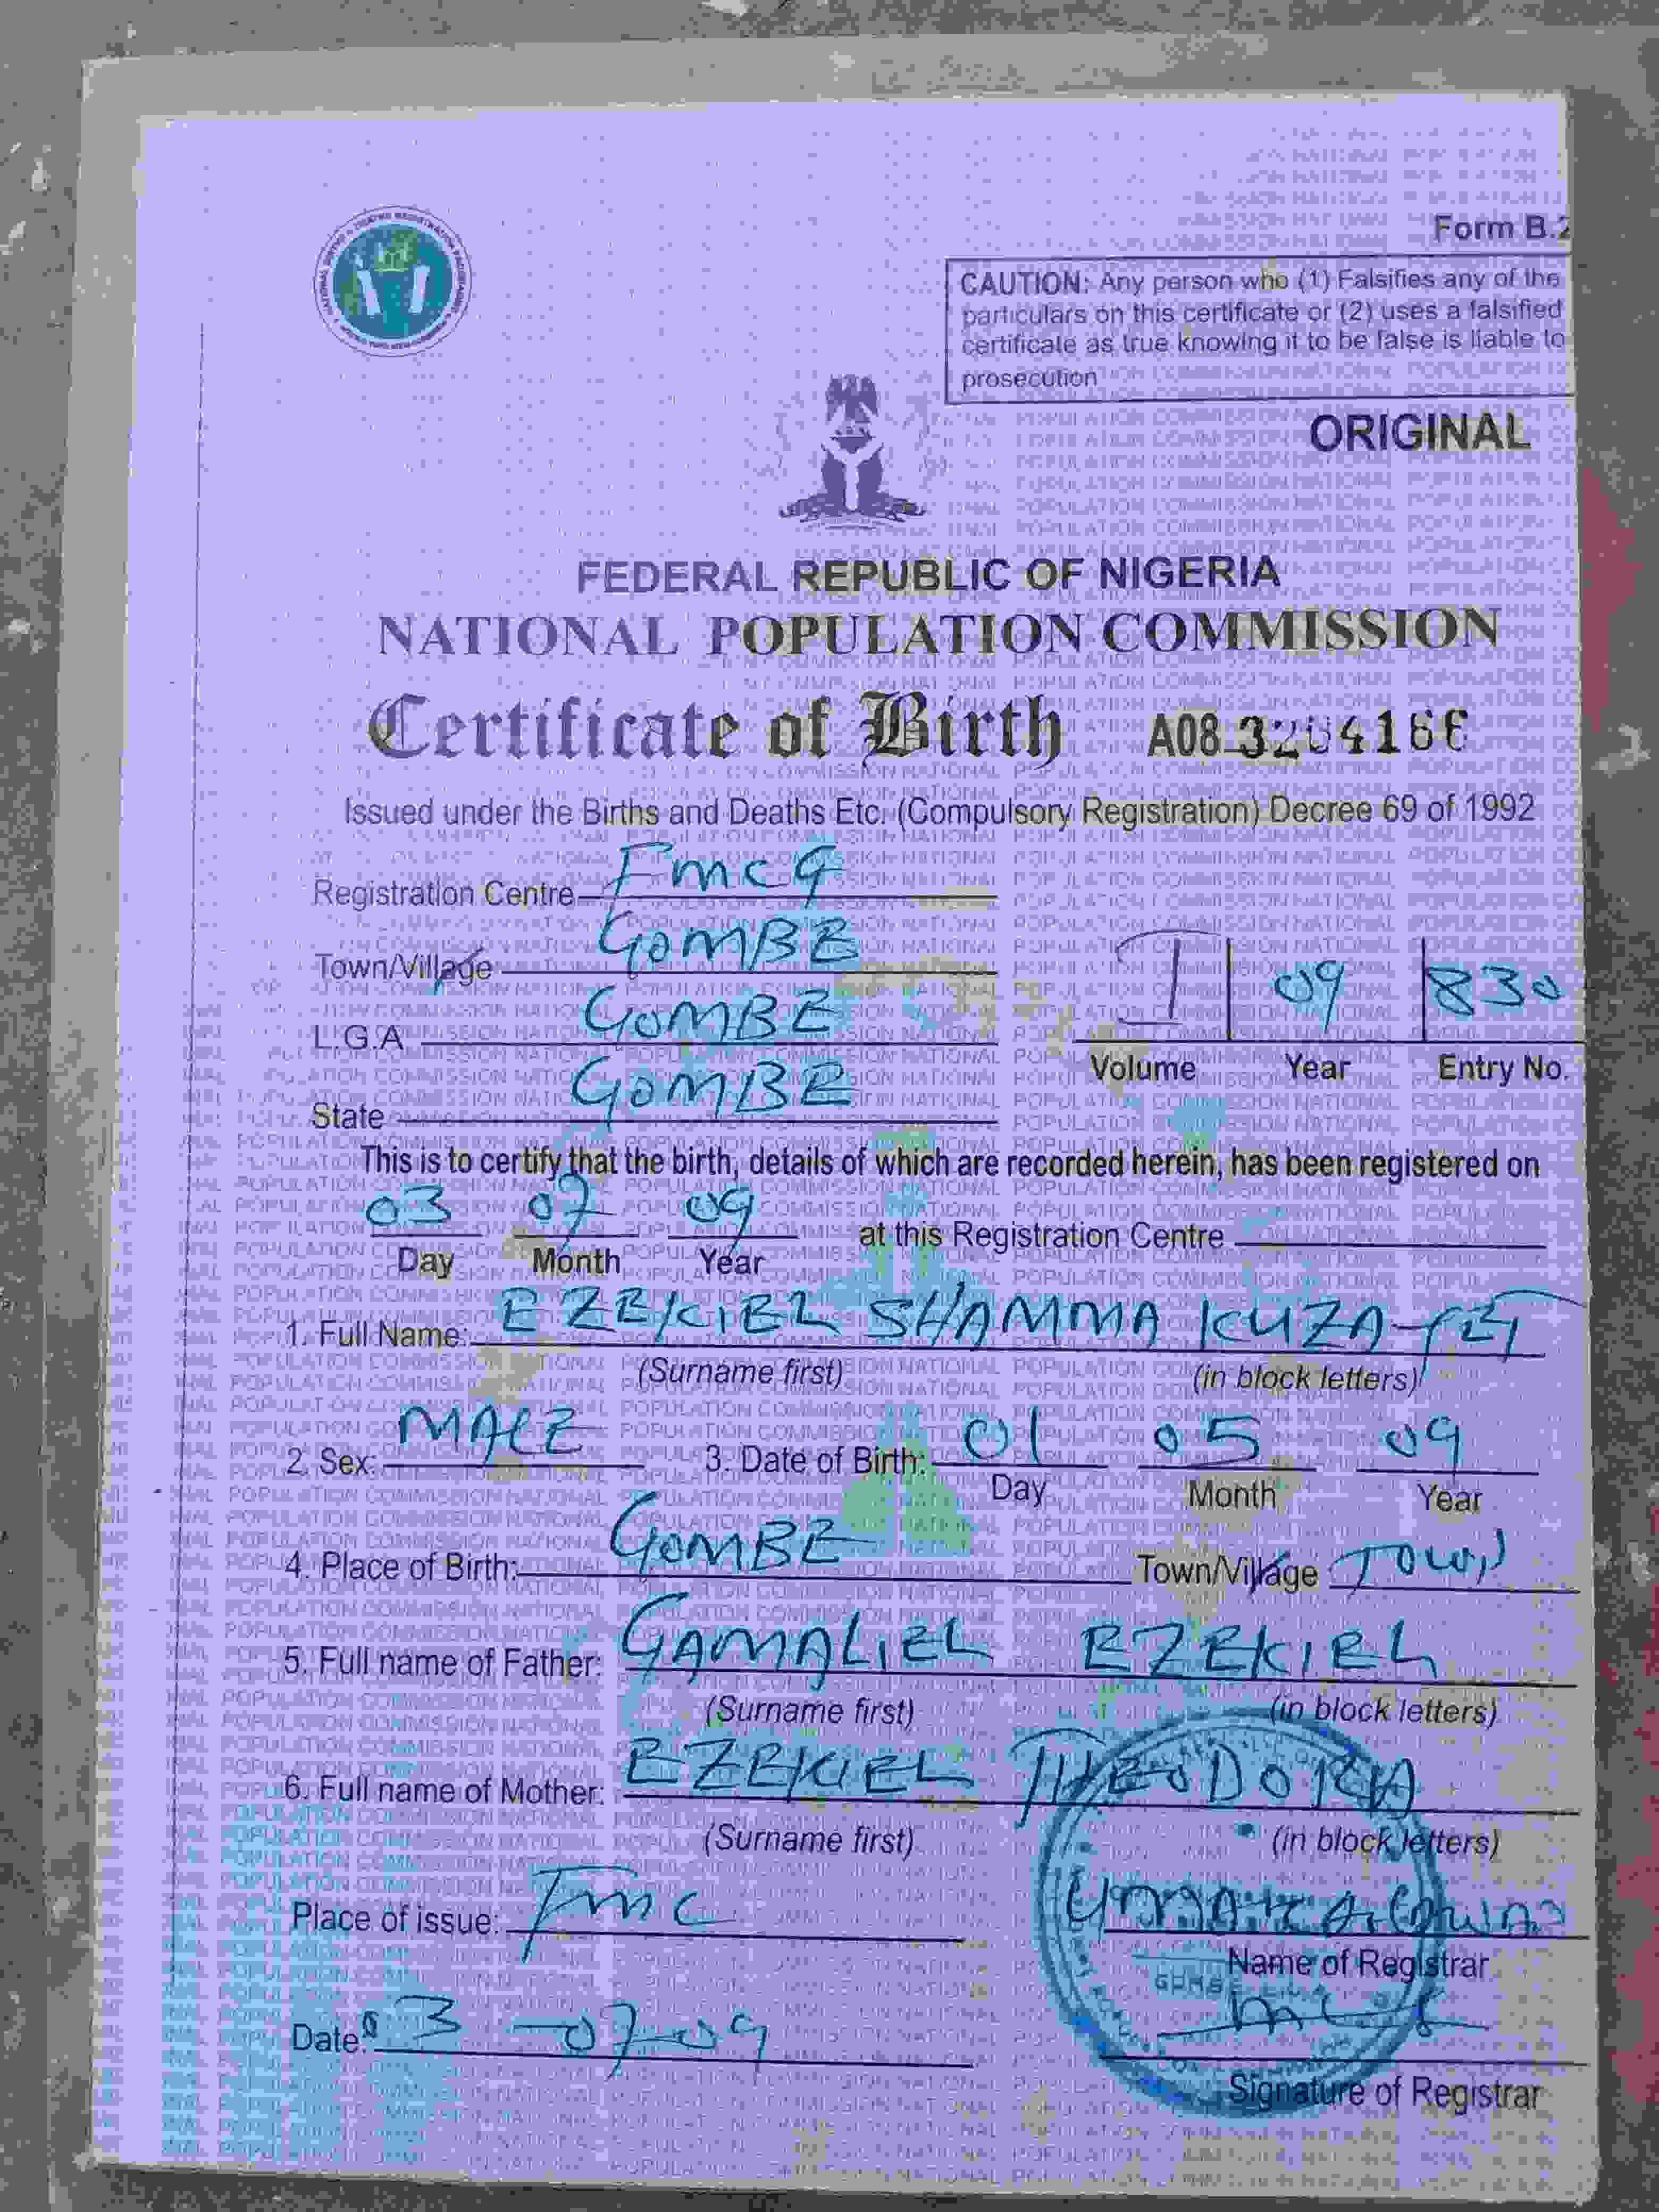 Form B.2
CAUTION: Any person who (1) Falsifies any of the
particulars on this certificate or (2) uses a falsified
certificate as true knowing it to be false is liable to
prosecution
ORIGINAL
FEDERAL REPUBLIC OF NIGERIA
NATIONAL POPULATION COMMISSION
Certificate of Birth A08
Issued under the Births and Deaths Etc. (Compulsory Registration) Decree 69 of 1992
Registration Centre FMCG
Town/Village GOMBE
L.G.A GOMBE
State GOMBE
I 09 830
Volume Year Entry No.
This is to certify that the birth, details of which are recorded herein, has been registered on
03 07 09 at this Registration Centre
Day Month Year
1. Full Name: EZEKIEL SHAMMA
(Surname first) (in block letters)
2. Sex: MALE 3. Date of Birth: 01 05 09
Day Month Year
4. Place of Birth: GOMBE Town/Village TOWN
5. Full name of Father: GAMALIEL EZEKIEL
(Surname first) (in block letters)
6. Full name of Mother: EZEKIEL THEODORA
(Surname first) (in block letters)
Place of issue: FMC
Name of Registrar
Date: 03-07-09
Signature of Registrar